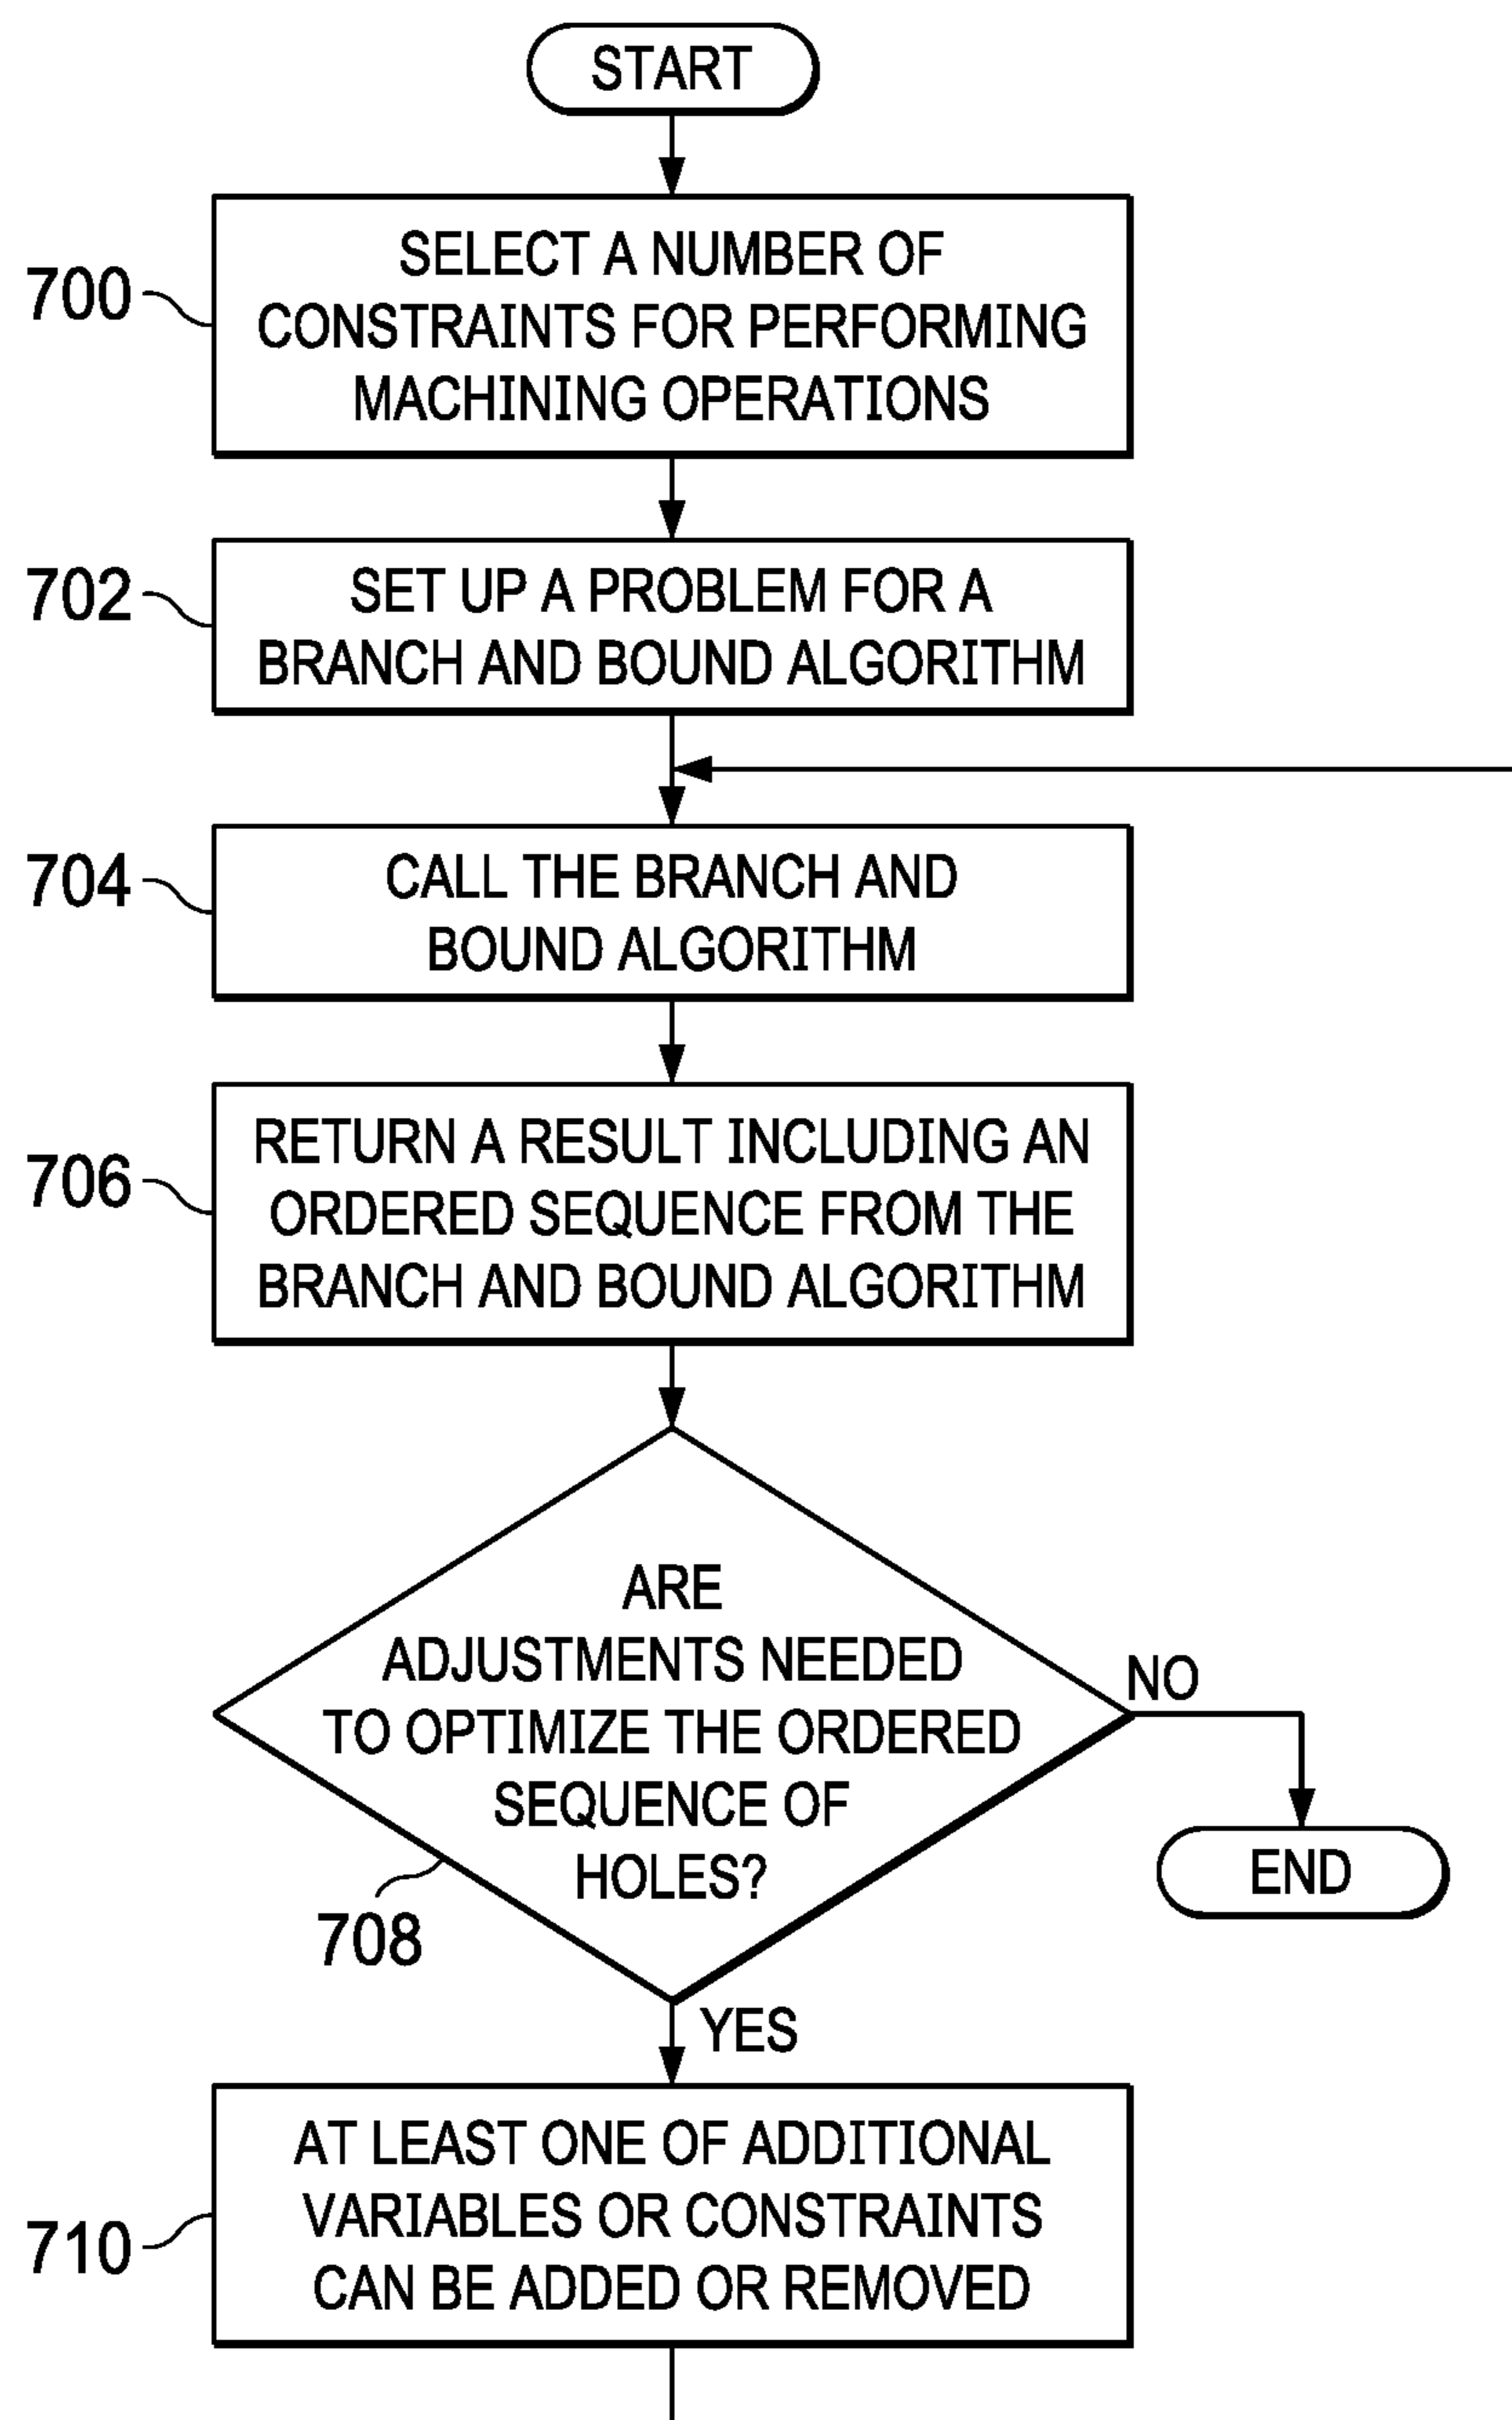 START
700
SELECT A NUMBER OF
CONSTRAINTS FOR PERFORMING
MACHINING OPERATIONS
702
SET UP A PROBLEM FOR A
BRANCH AND BOUND ALGORITHM
704
CALL THE BRANCH AND
BOUND ALGORITHM
706
RETURN A RESULT INCLUDING AN
ORDERED SEQUENCE FROM THE
BRANCH AND BOUND ALGORITHM
ARE
ADJUSTMENTS NEEDED
TO OPTIMIZE THE ORDERED
SEQUENCE OF
HOLES?
NO
END
708
YES
710
AT LEAST ONE OF ADDITIONAL
VARIABLES OR CONSTRAINTS
CAN BE ADDED OR REMOVED